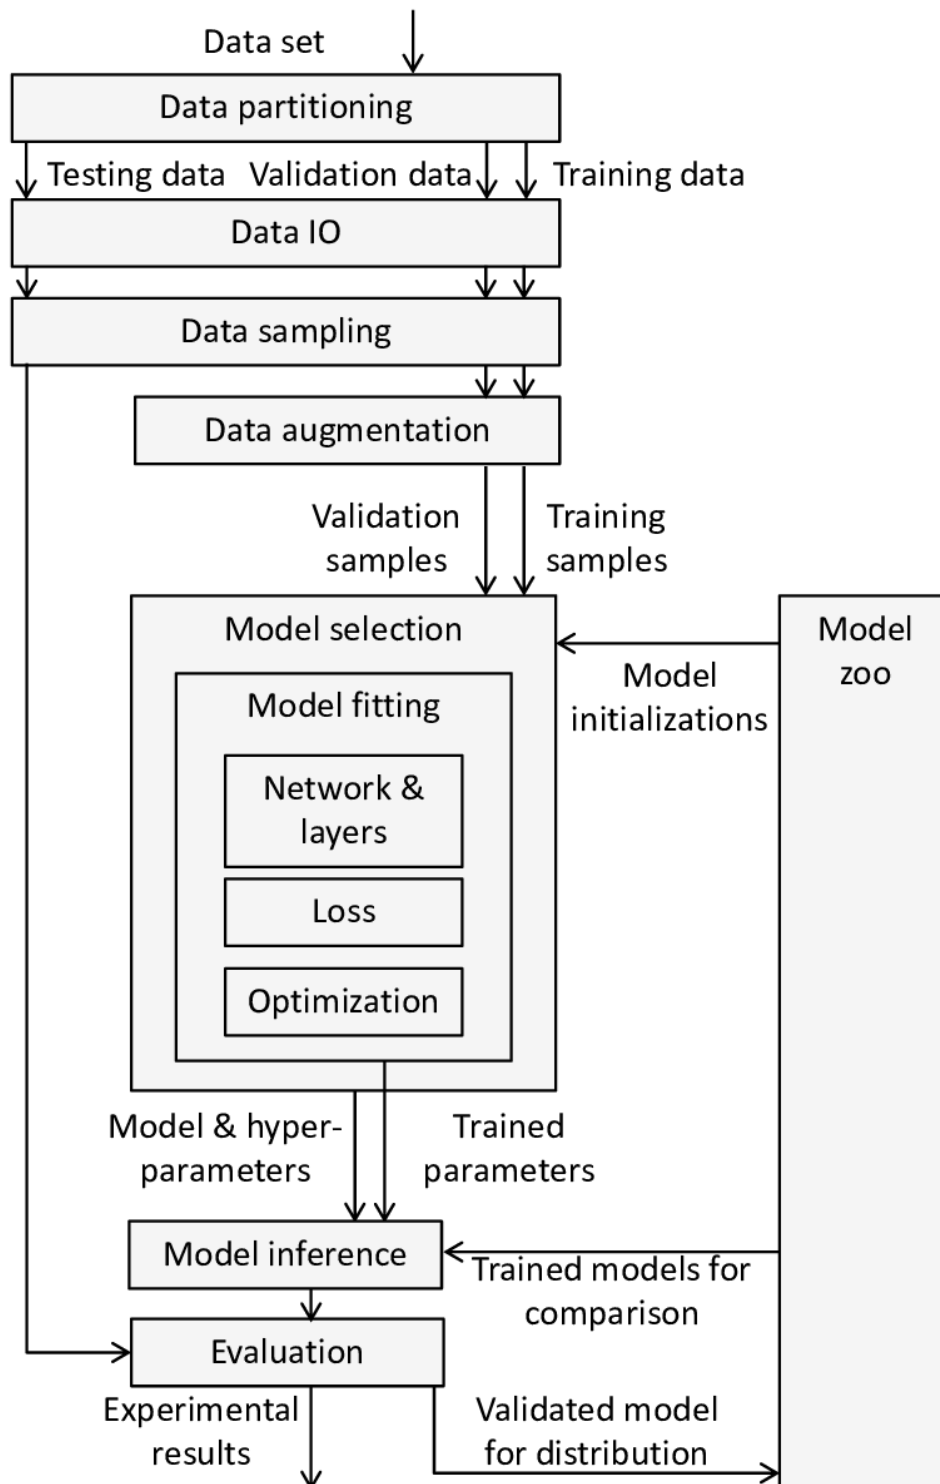 Data set
Data partitioning
Testing data
Validation data
Training data
Data IO
Data sampling
Data augmentation
Validation
samples
Training
samples
Model selection
Model
zoo
Model fitting
Model
initializations
Network &
layers
Loss
Optimization
Model & hyper-
parameters
Trained
parameters
Model inference
Trained models for
comparison
Evaluation
Experimental
results
Validated model
for distribution